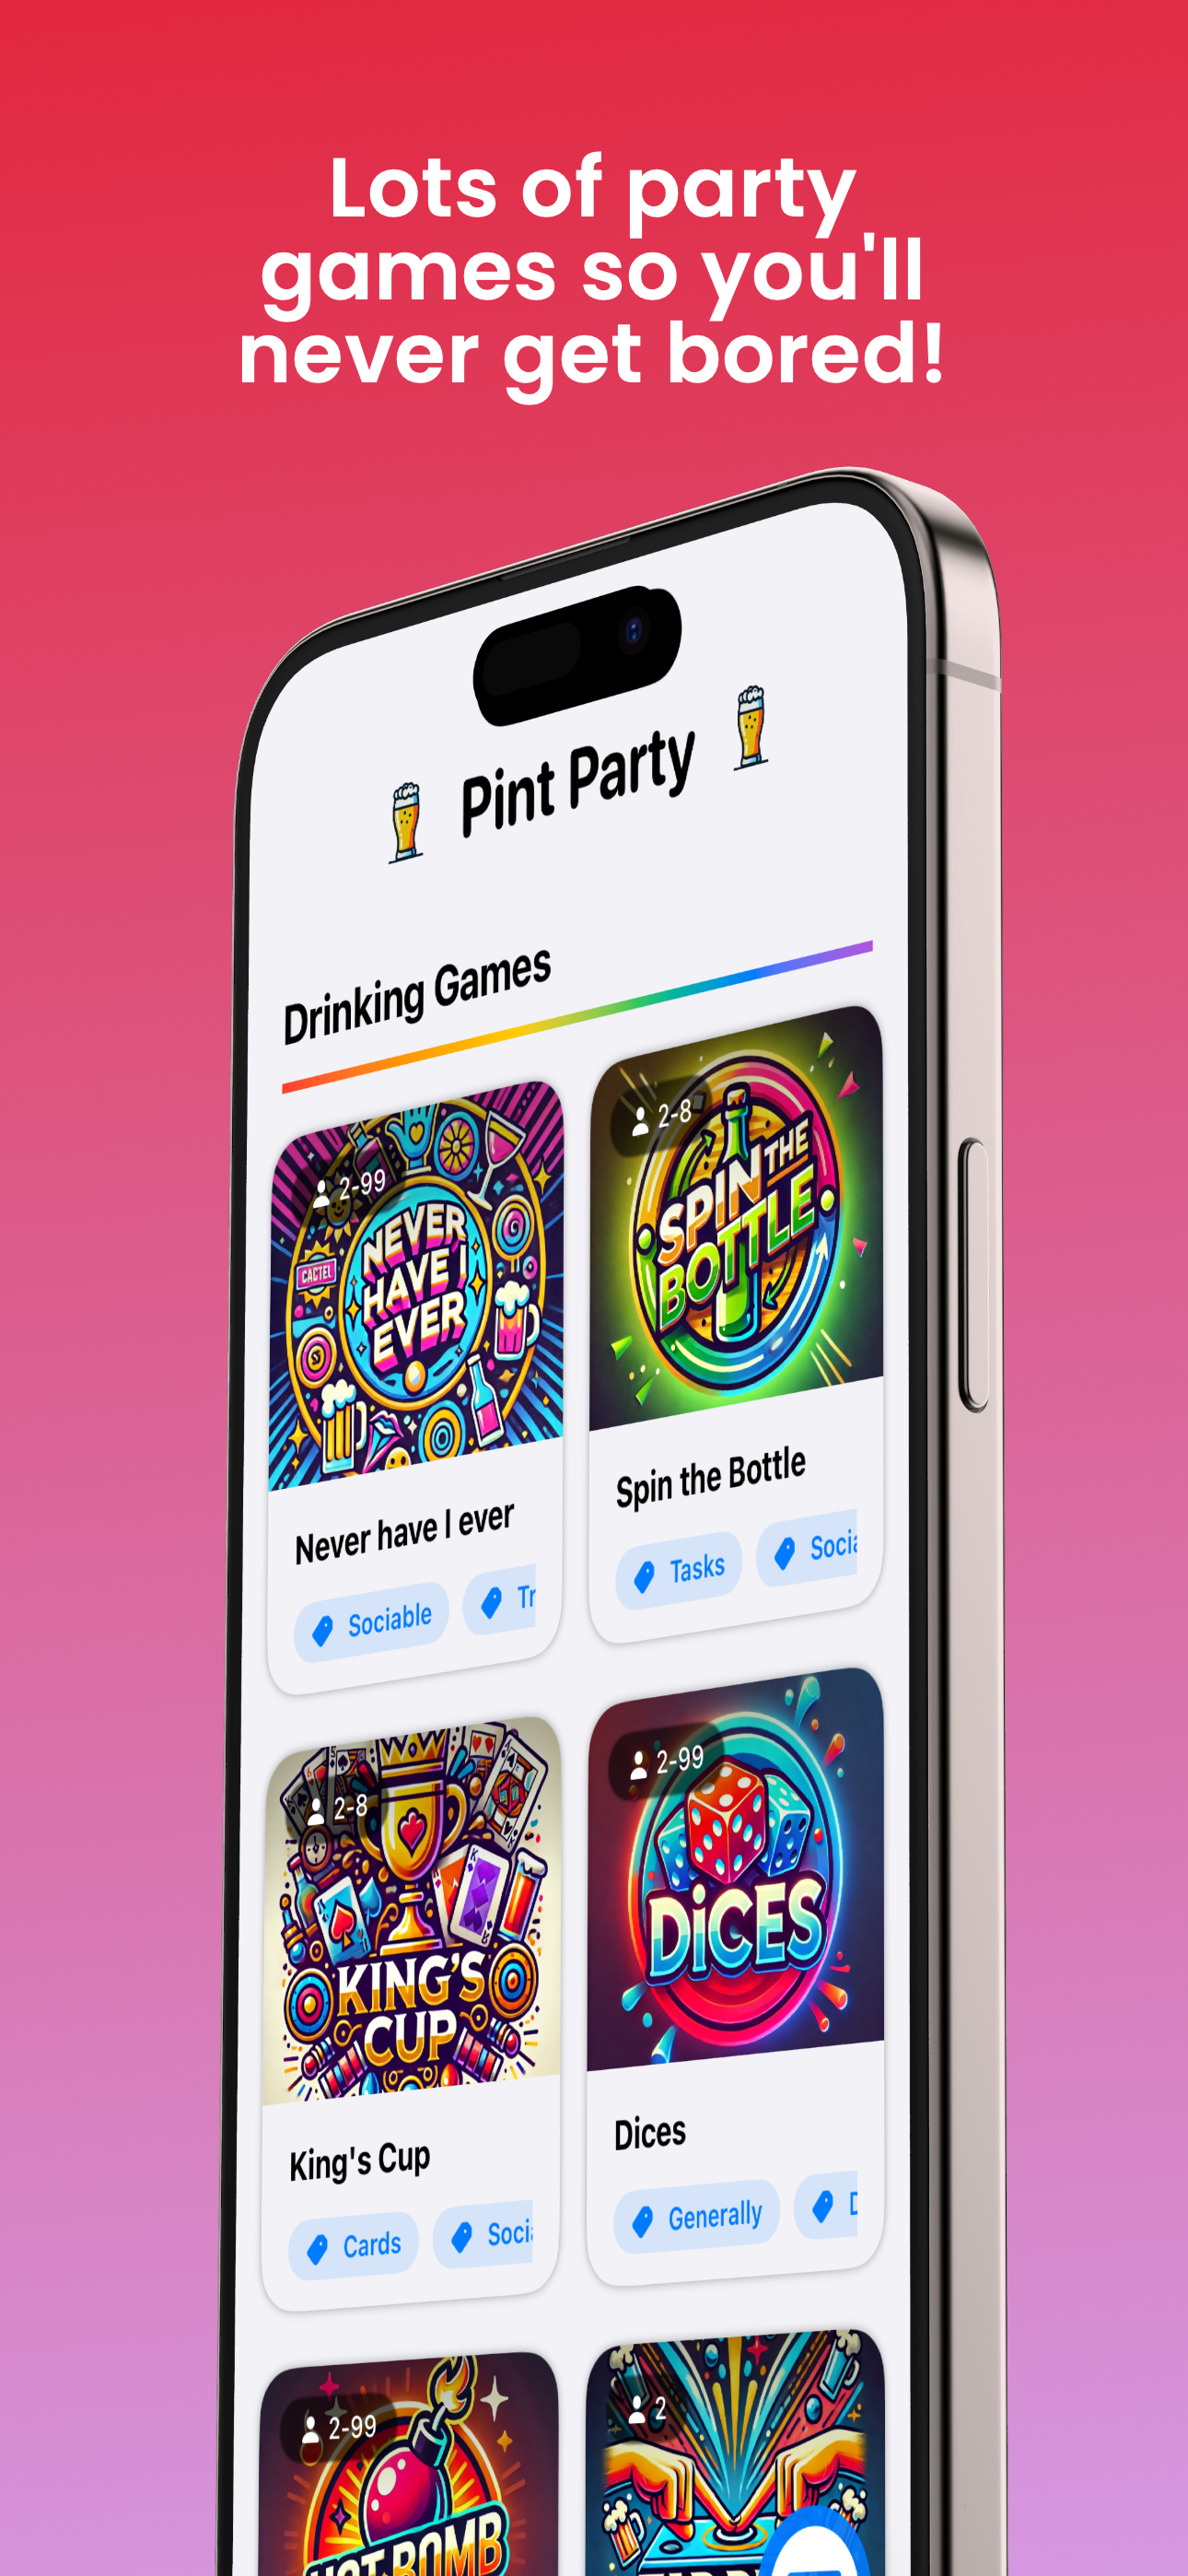 Lots of party
games so you'll
never get bored!
Pint Party
Drinking Games
2-99
CACTEL
NEVER
HAVE I
EVER
Never have I ever
Sociable
Tr
2-8
SPIN THE
BOTTLE
Spin the Bottle
Tasks
Socia
2-8
KING'S
CUP
King's Cup
Cards
Soci
2-99
DiCES
Dices
Generally
2-99
HOT BOMB
2